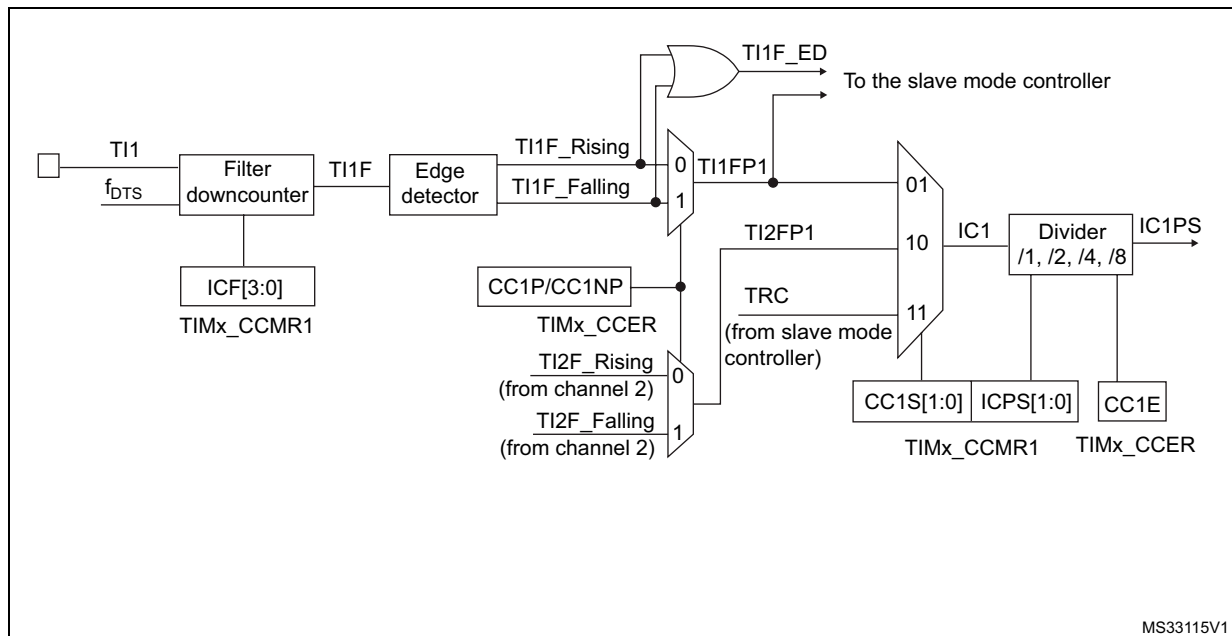 TI1F_ED
To the slave mode controller
TI1
fDTS
Filter
downcounter
TI1F
Edge
detector
TI1F_Rising
TI1F_Falling
0
1
TI1FP1
01
10
11
TI2FP1
TRC
(from slave mode
controller)
IC1
Divider
/1, /2, /4, /8
IC1PS
ICF[3:0]
TIMx_CCMR1
CC1P/CC1NP
TIMx_CCER
TI2F_Rising
(from channel 2)
TI2F_Falling
(from channel 2)
0
1
CC1S[1:0]
ICPS[1:0]
TIMx_CCMR1
CC1E
TIMx_CCER
MS33115V1